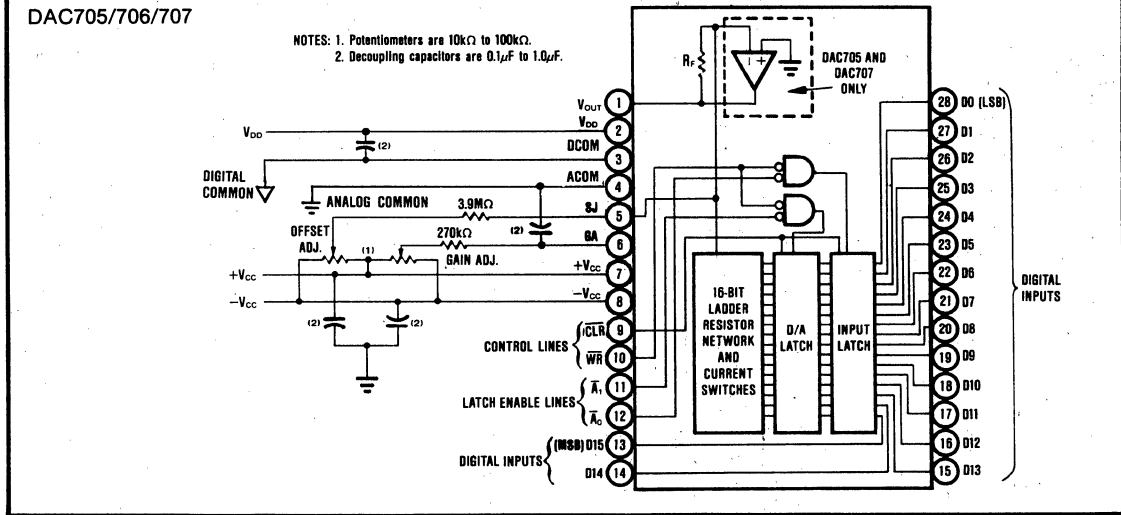 DAC705/706/707
NOTES: 1. Potentiometers are 10kΩ to 100kΩ.
2. Decoupling capacitors are 0.1μF to 1.0μF.
RF
- +
DAC705 AND
DAC707
ONLY
VOUT 1
VDD VDD 2
(2)
DCOM 3
DIGITAL
COMMON
ACOM 4
ANALOG COMMON
3.9MΩ SJ 5
OFFSET
ADJ.
270kΩ (2) GA 6
(1) GAIN ADJ.
+VCC +VCC 7
-VCC -VCC 8
(2) (2)
CONTROL LINES
CLR 9
WR 10
LATCH ENABLE LINES
A̅1 11
A̅0 12
DIGITAL INPUTS
(MSB) D15 13
D14 14
16-BIT
LADDER
RESISTOR
NETWORK
AND
CURRENT
SWITCHES
D/A
LATCH
INPUT
LATCH
28 D0 (LSB)
27 D1
26 D2
25 D3
24 D4
23 D5
22 D6
21 D7
20 D8
19 D9
18 D10
17 D11
16 D12
15 D13
DIGITAL
INPUTS